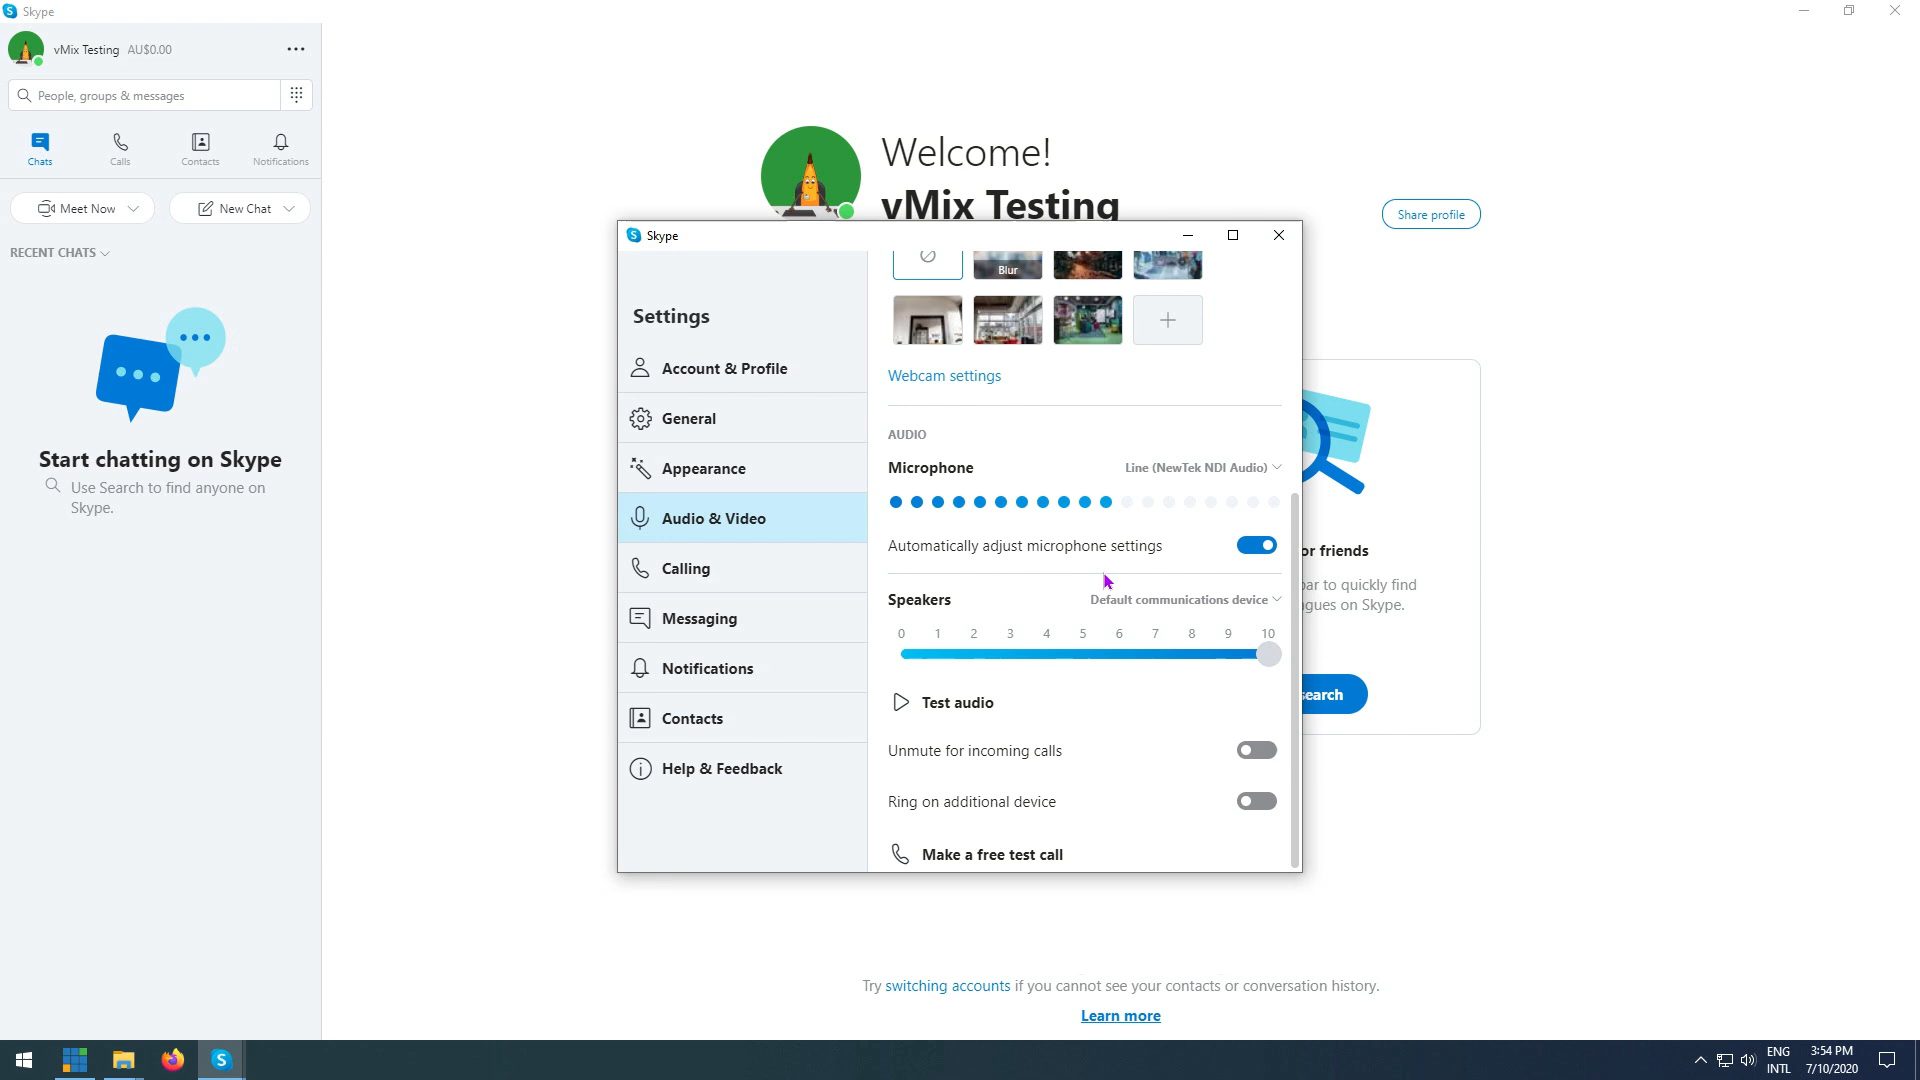 Skype
vMix Testing AU$0.00
People, groups & messages
Chats
Calls
Contacts
Notifications
Meet Now
New Chat
RECENT CHATS
Start chatting on Skype
Use Search to find anyone on
Skype.
Welcome!
vMix Testing
Share profile
Skype
Settings
Account & Profile
General
Appearance
Audio & Video
Calling
Messaging
Notifications
Contacts
Help & Feedback
Blur
Webcam settings
AUDIO
Microphone
Line (NewTek NDI Audio)
Automatically adjust microphone settings
Speakers
Default communications device
0 1 2 3 4 5 6 7 8 9 10
Test audio
Unmute for incoming calls
Ring on additional device
Make a free test call
or friends
bar to quickly find
gues on Skype.
search
Try switching accounts if you cannot see your contacts or conversation history.
Learn more
ENG
INTL
3:54 PM
7/10/2020